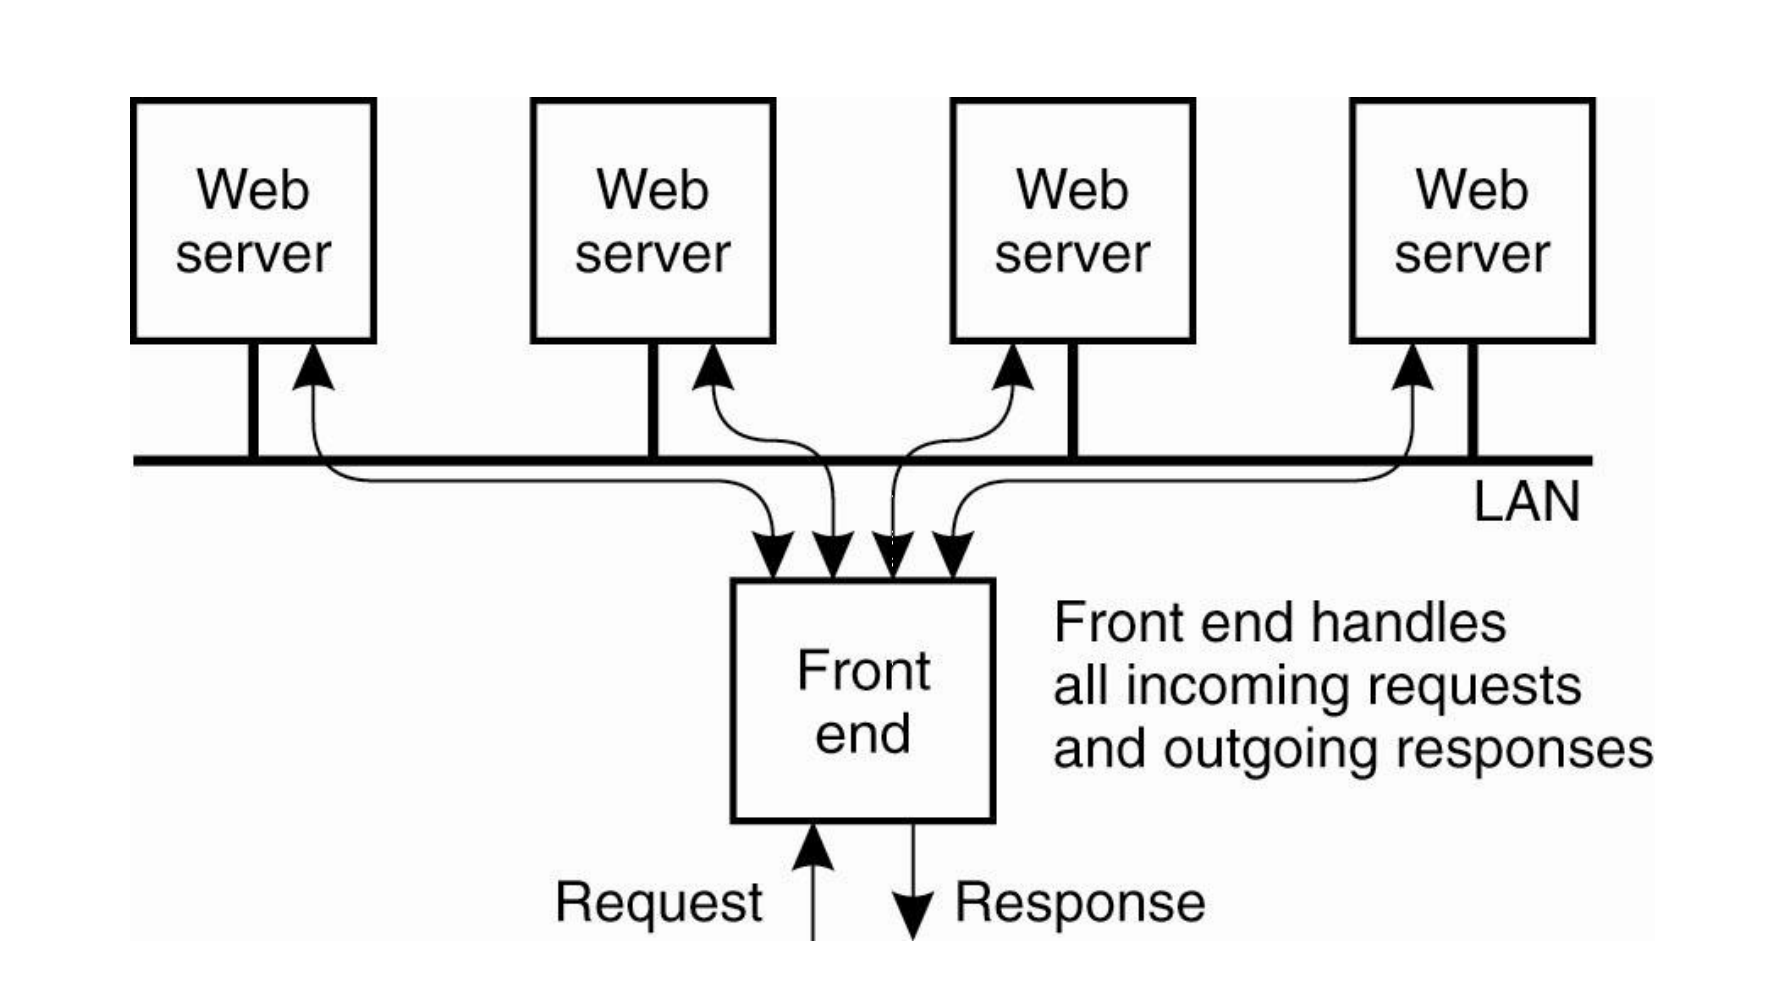 Web
server
Web
server
Web
server
Web
server
LAN
Front
end
Front end handles
all incoming requests
and outgoing responses
Request
Response